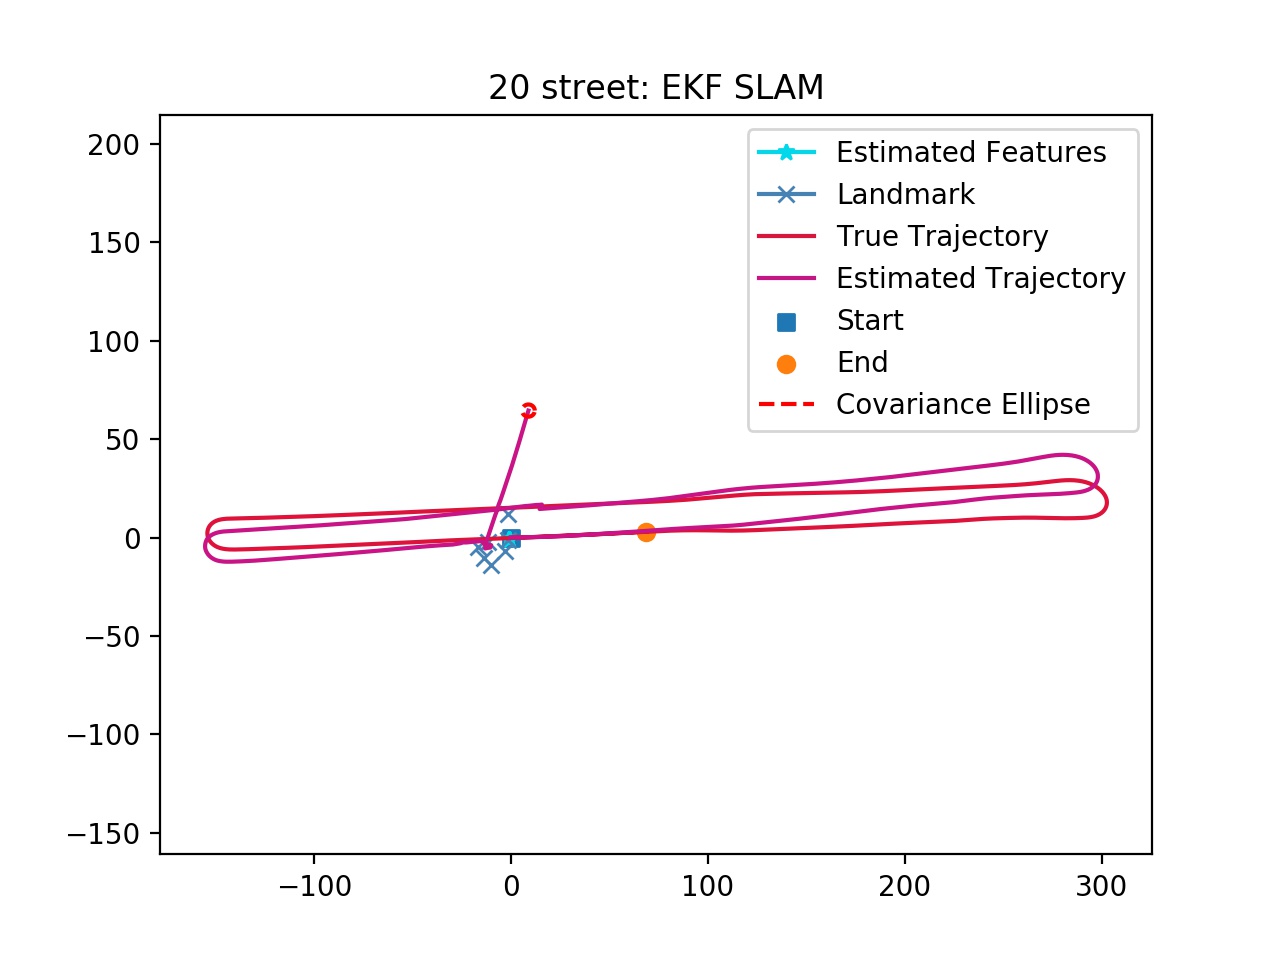 20 street: EKF SLAM
200
150
100
50
0
−50
−100
−150
Estimated Features
Landmark
True Trajectory
Estimated Trajectory
Start
End
Covariance Ellipse
−100 0 100 200 300